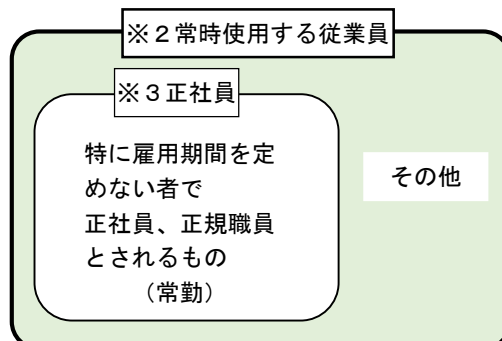 ※２常時使用する従業員
※３正社員
特に雇用期間を定
めない者で
正社員、正規職員
とされるもの
（常勤）
その他